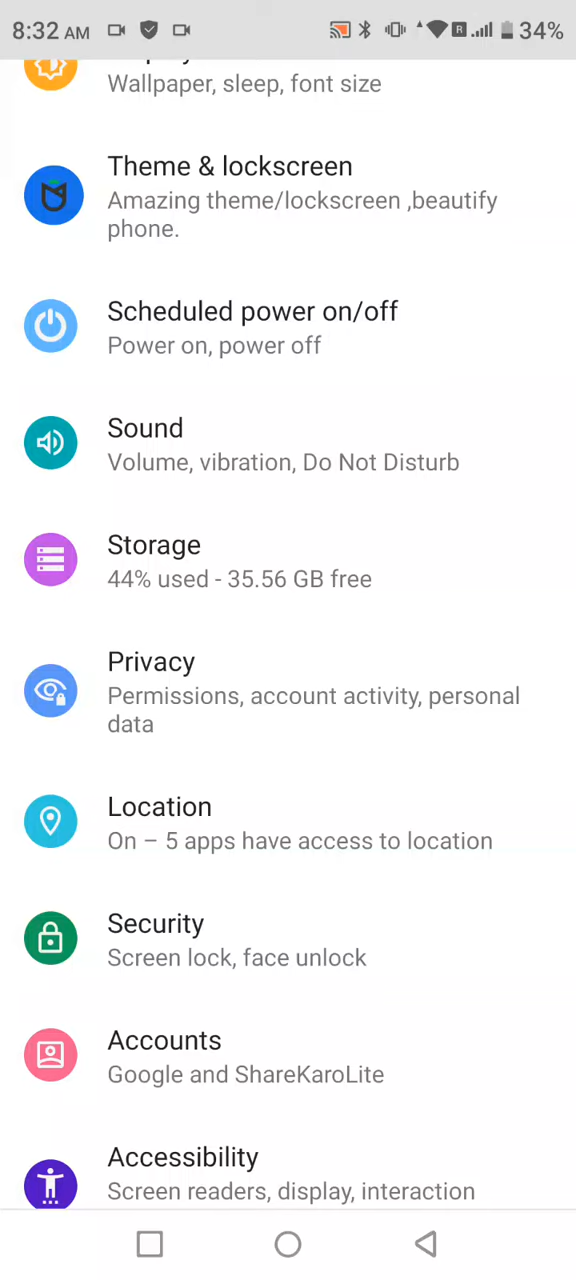 8:32 AM
R
34%
Wallpaper, sleep, font size
Theme & lockscreen
Amazing theme/lockscreen ,beautify
phone.
Scheduled power on/off
Power on, power off
Sound
Volume, vibration, Do Not Disturb
Storage
44% used - 35.56 GB free
Privacy
Permissions, account activity, personal
data
Location
On – 5 apps have access to location
Security
Screen lock, face unlock
Accounts
Google and ShareKaroLite
Accessibility
Screen readers, display, interaction